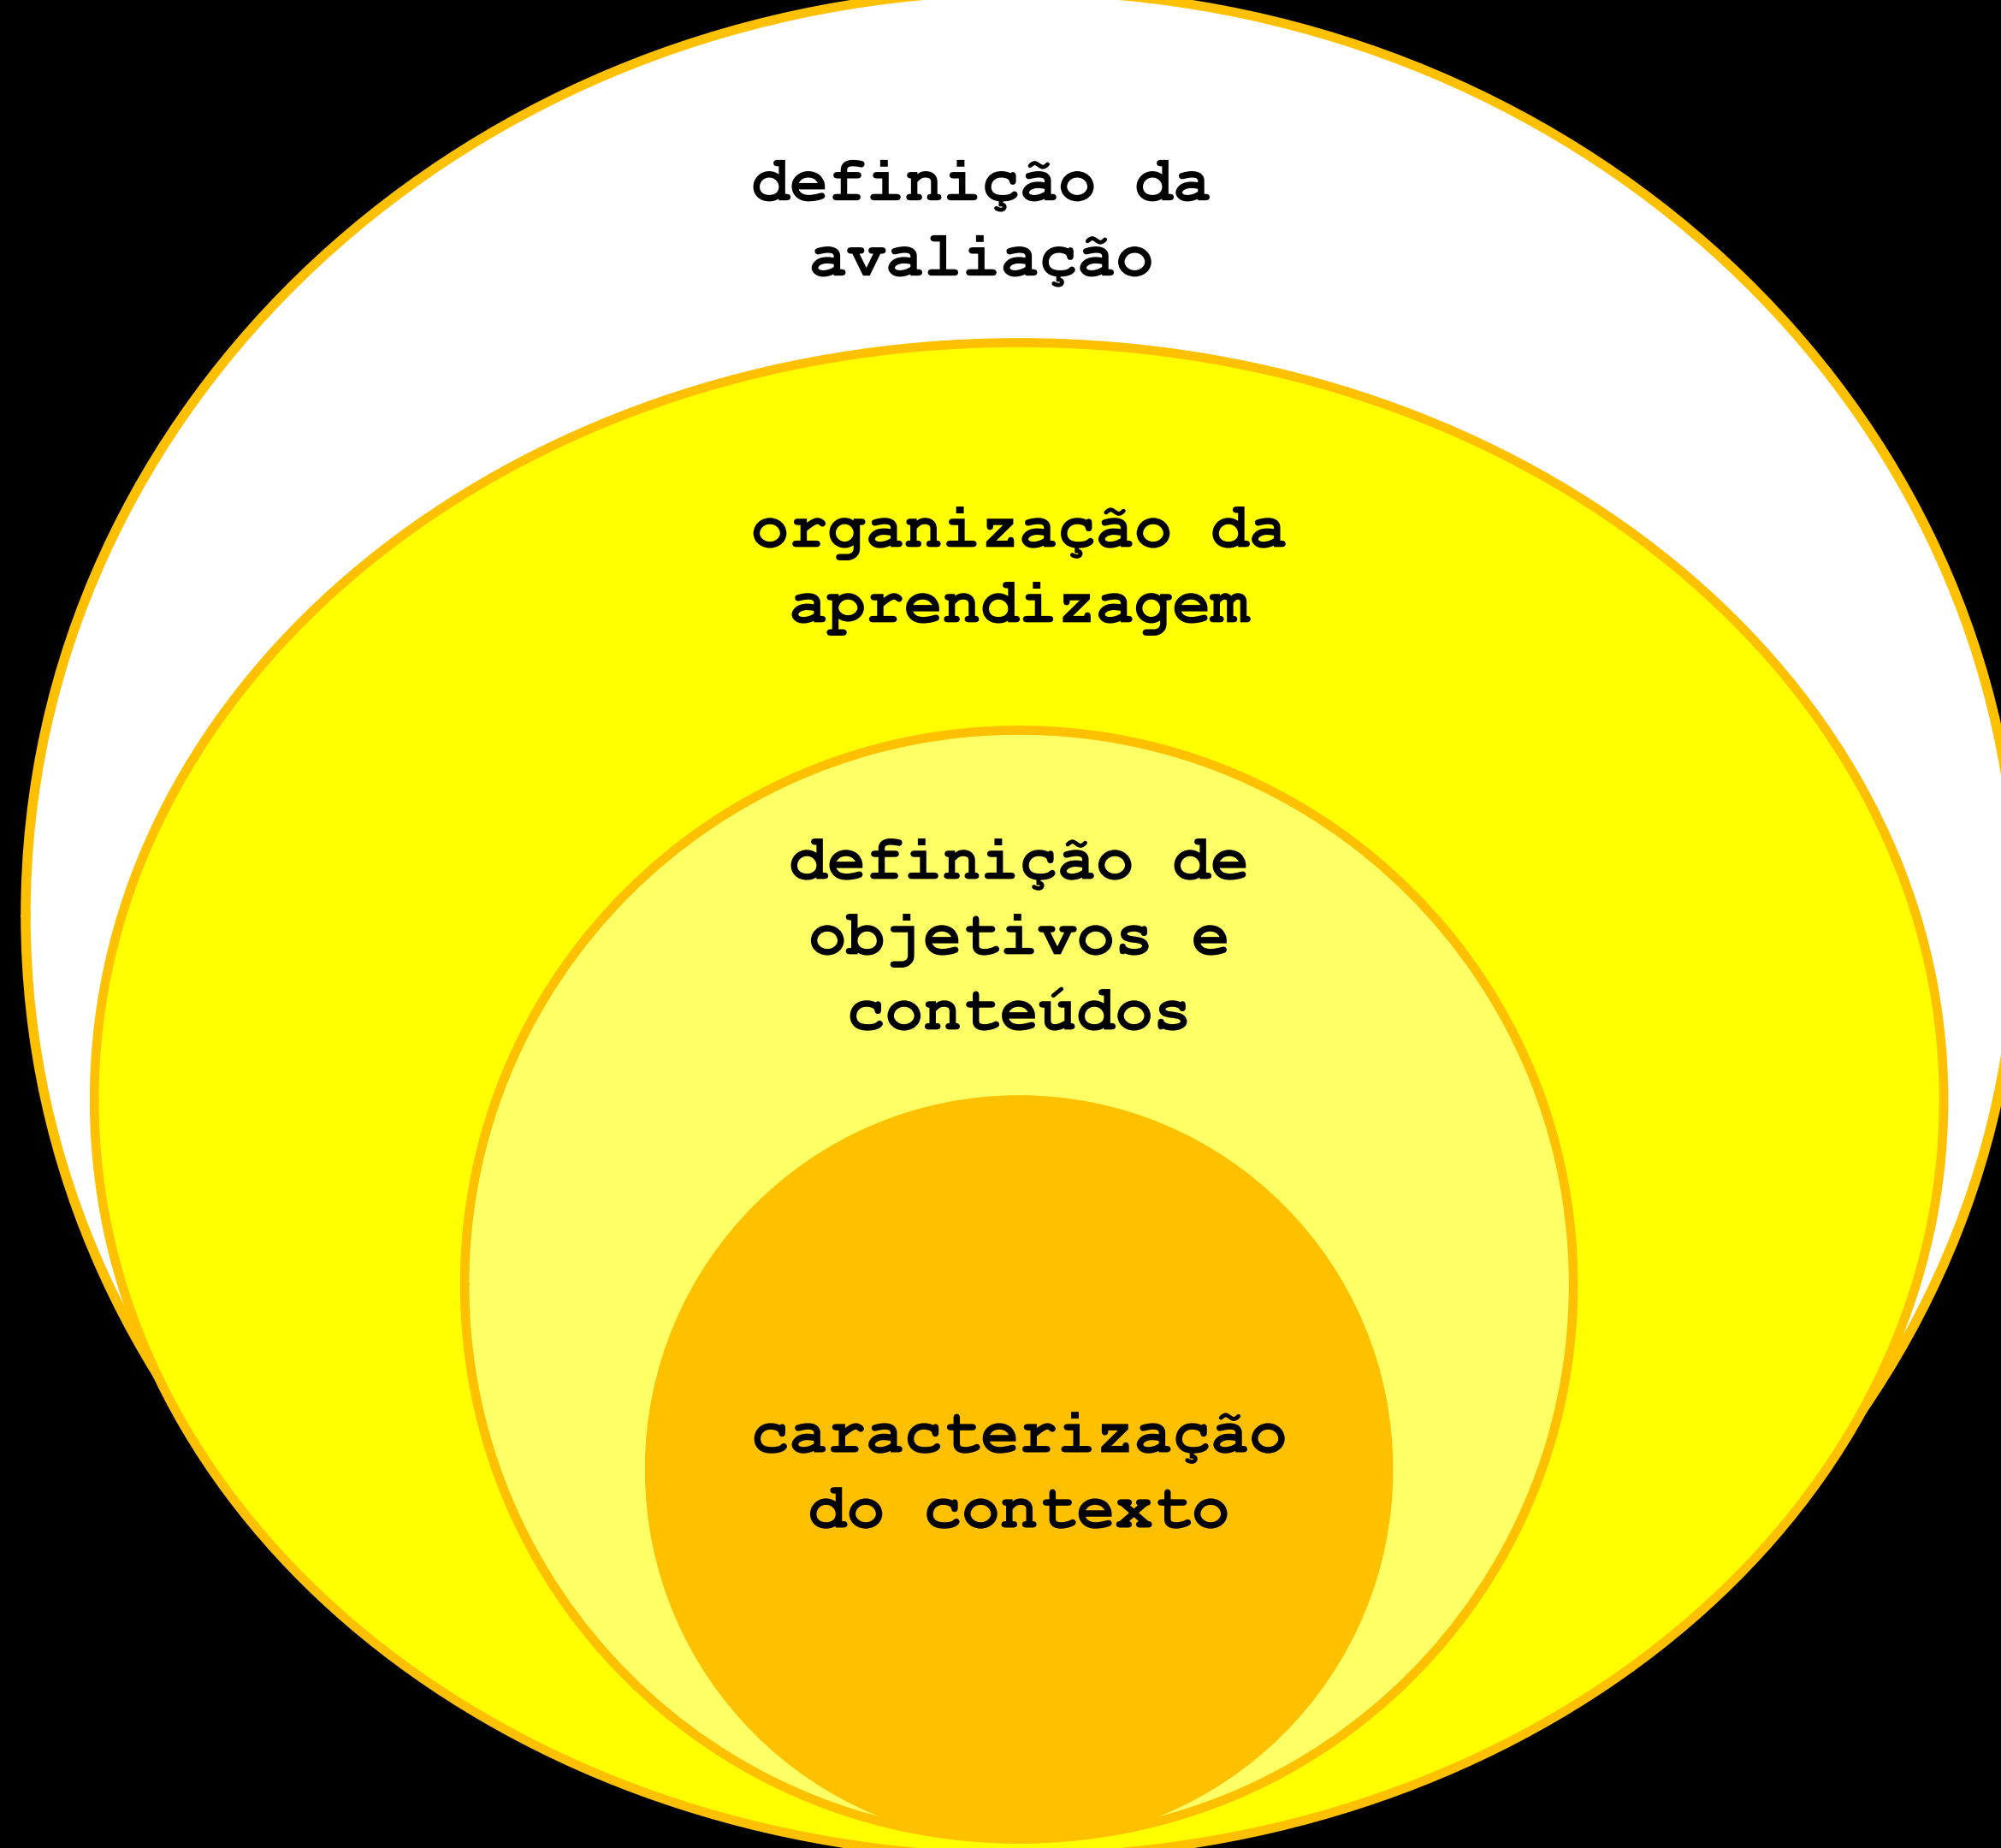 definição da
avaliação
organização da
aprendizagem
definição de
objetivos e
conteúdos
caracterização
do contexto